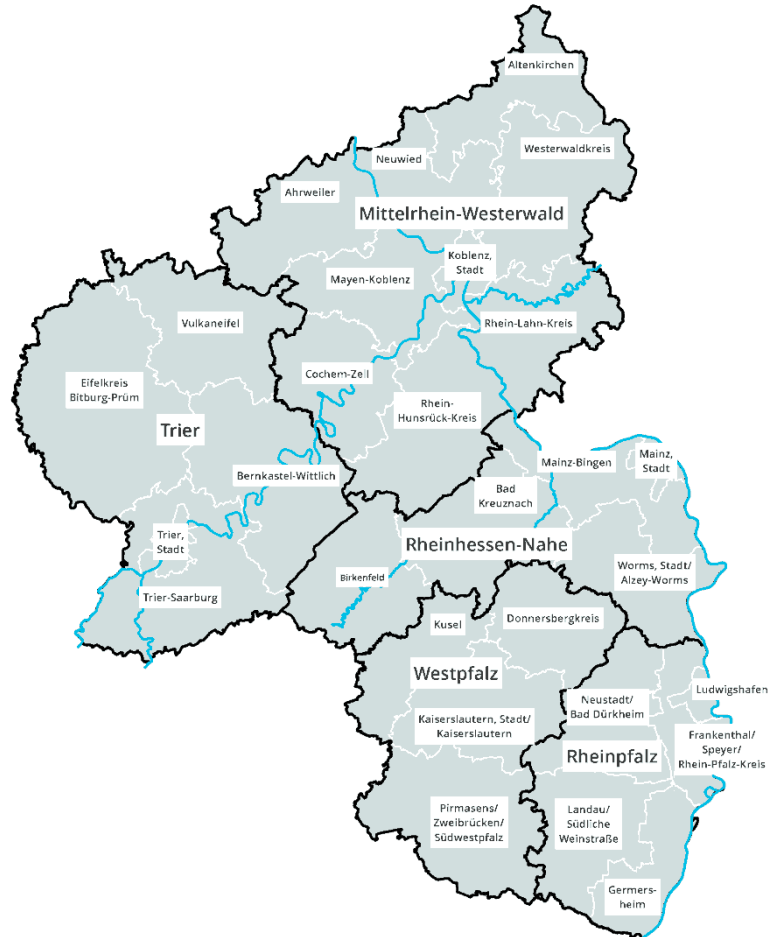 Altenkirchen
Westerwaldkreis
Neuwied
Ahrweiler
Mittelrhein-Westerwald
Koblenz,
Stadt
Mayen-Koblenz
Rhein-Lahn-Kreis
Vulkaneifel
Cochem-Zell
Eifelkreis
Bitburg-Prüm
Rhein-
Hunsrück-Kreis
Trier
Bernkastel-Wittlich
Mainz-Bingen
Mainz,
Stadt
Bad
Kreuznach
Trier,
Stadt
Rheinhessen-Nahe
Worms, Stadt/
Alzey-Worms
Birkenfeld
Trier-Saarburg
Kusel
Donnersbergkreis
Westpfalz
Ludwigshafen
Neustadt/
Bad Dürkheim
Kaiserslautern, Stadt/
Kaiserslautern
Frankenthal/
Speyer/
Rhein-Pfalz-Kreis
Rheinpfalz
Pirmasens/
Zweibrücken/
Südwestpfalz
Landau/
Südliche
Weinstraße
Germers-
heim